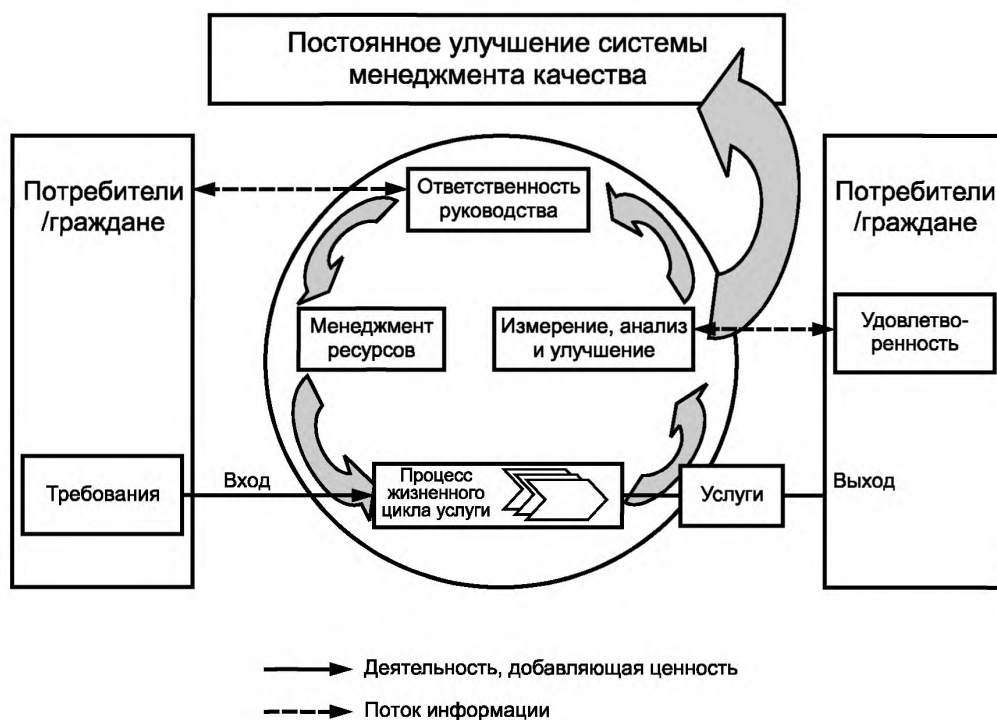 Постоянное улучшение системы
менеджмента качества
Потребители
/граждане
Ответственность
руководства
Потребители
/граждане
Менеджмент
ресурсов
Измерение, анализ
и улучшение
Удовлетво-
ренность
Требования
Вход
Процесс
жизненного
цикла услуги
Услуги
Выход
Деятельность, добавляющая ценность
Поток информации